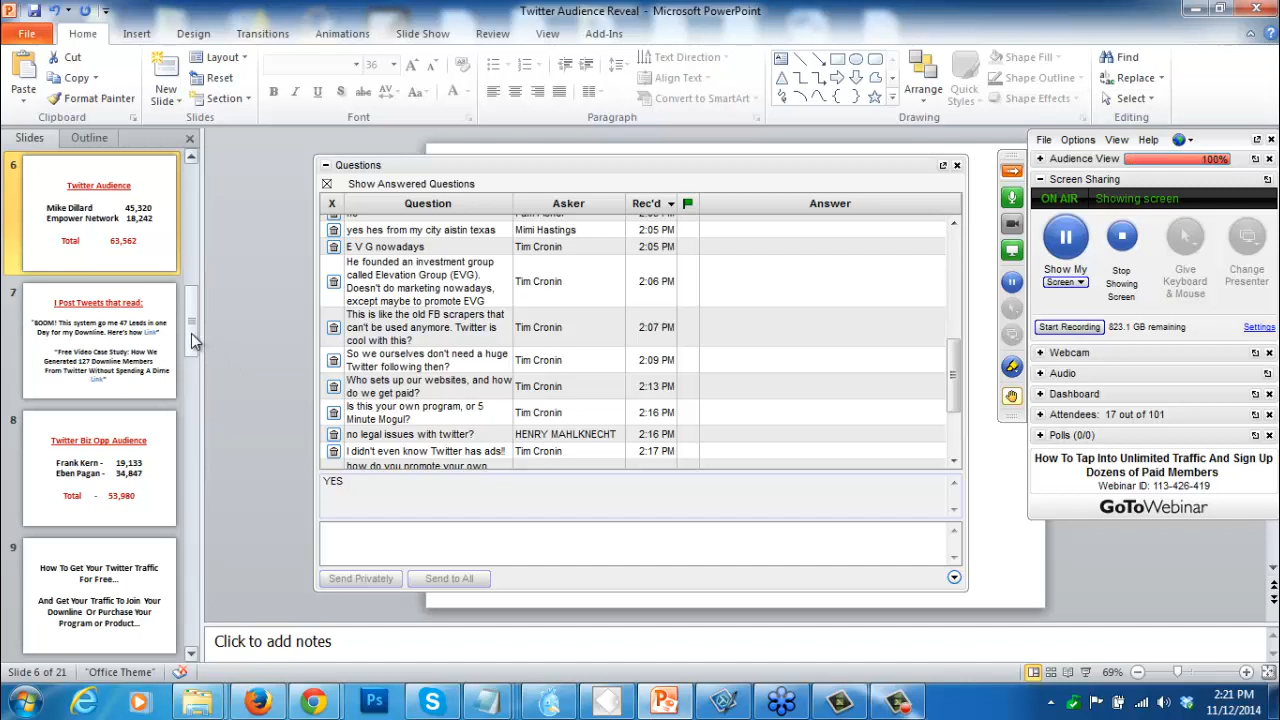 Twitter Audience Reveal - Microsoft PowerPoint
File Home Insert Design Transitions Animations Slide Show Review View Add-Ins
Paste
Cut
Copy
Format Painter
Clipboard
New Slide
Layout
Reset
Section
Slides
36
Font
Text Direction
Align Text
Convert to SmartArt
Paragraph
Arrange
Quick Styles
Shape Fill
Shape Outline
Shape Effects
Drawing
Find
Replace
Select
Editing
Slides Outline
6
Twitter Audience
Mike Dillard 45,320
Empower Network 18,242
Total 63,562
7
I Post Tweets that read:
"BOOM! This system go me 47 Leads in one
Day for my Downline. Here's how Link"
"Free Video Case Study: How We
Generated 127 Downline Members
From Twitter Without Spending A Dime
Link"
8
Twitter Biz Opp Audience
Frank Kern - 19,133
Eben Pagan - 34,847
Total - 53,980
9
How To Get Your Twitter Traffic
For Free...
And Get Your Traffic To Join Your
Downline Or Purchase Your
Program or Product...
Questions
Show Answered Questions
X Question Asker Rec'd Answer
yes hes from my city aistin texas Mimi Hastings 2:05 PM
E V G nowadays Tim Cronin 2:05 PM
He founded an investment group
called Elevation Group (EVG).
Doesn't do marketing nowadays,
except maybe to promote EVG
Tim Cronin 2:06 PM
This is like the old FB scrapers that
can't be used anymore. Twitter is
cool with this?
Tim Cronin 2:07 PM
So we ourselves don't need a huge
Twitter following then?
Tim Cronin 2:09 PM
Who sets up our websites, and how
do we get paid?
Tim Cronin 2:13 PM
Is this your own program, or 5
Minute Mogul?
Tim Cronin 2:16 PM
no legal issues with twitter? HENRY MAHLKNECHT 2:16 PM
I didn't even know Twitter has ads!! Tim Cronin 2:17 PM
how do you promote your own
YES
Send Privately Send to All
File Options View Help
Audience View 100%
Screen Sharing
ON AIR Showing screen
Show My
Screen
Stop
Showing
Screen
Give
Keyboard
& Mouse
Change
Presenter
Start Recording 823.1 GB remaining Settings
Webcam
Audio
Dashboard
Attendees: 17 out of 101
Polls (0/0)
How To Tap Into Unlimited Traffic And Sign Up
Dozens of Paid Members
Webinar ID: 113-426-419
GoToWebinar
Click to add notes
Slide 6 of 21 "Office Theme" 69%
Ps
2:21 PM
11/12/2014